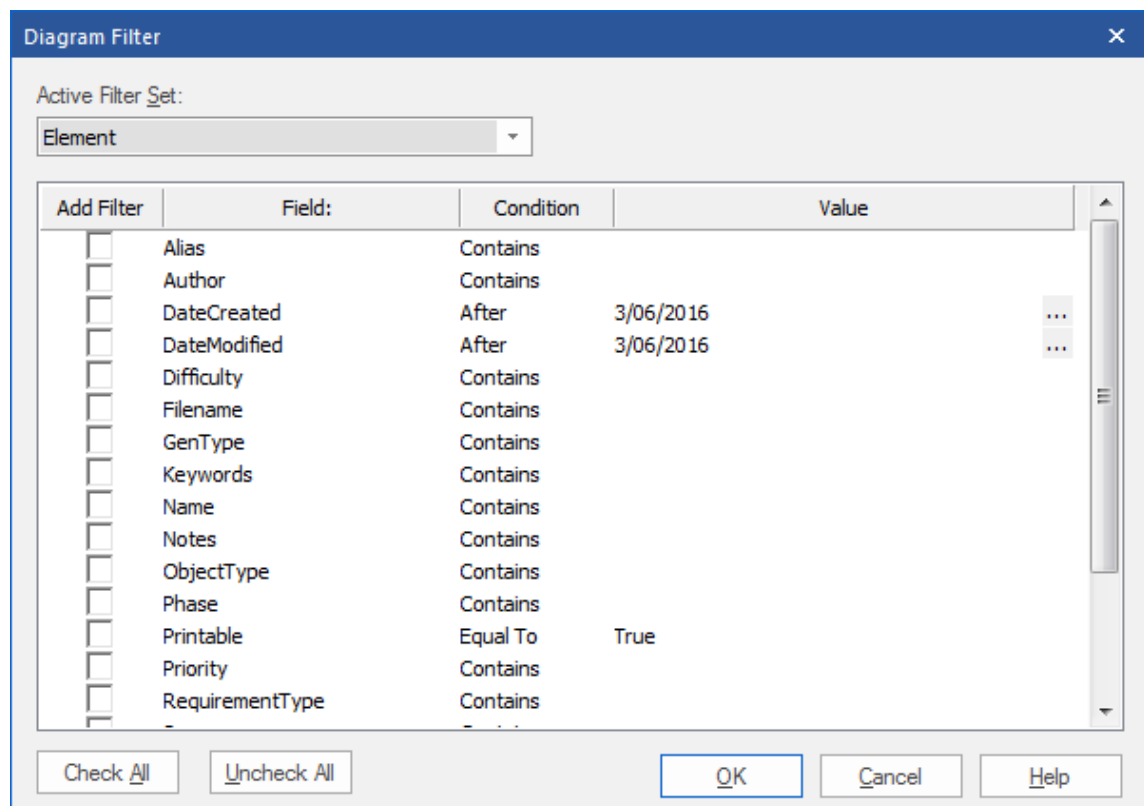 Diagram Filter
Active Filter Set:
Element
Add Filter Field: Condition Value
Alias Contains
Author Contains
DateCreated After 3/06/2016 ...
DateModified After 3/06/2016 ...
Difficulty Contains
Filename Contains
GenType Contains
Keywords Contains
Name Contains
Notes Contains
ObjectType Contains
Phase Contains
Printable Equal To True
Priority Contains
RequirementType Contains
Check All Uncheck All OK Cancel Help